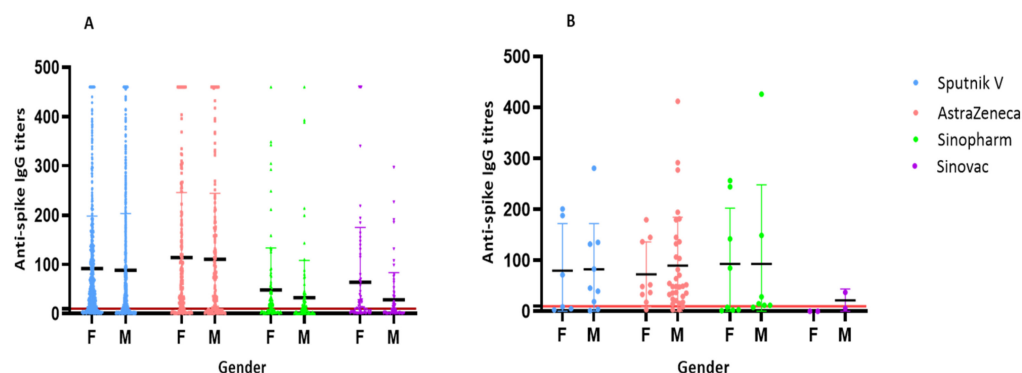 A
Anti-spike IgG titers
500
400
300
200
100
0
F M F M F M F M
Gender
B
Anti-spike IgG titres
500
400
300
200
100
0
F M F M F M F M
Gender
Sputnik V
AstraZeneca
Sinopharm
Sinovac